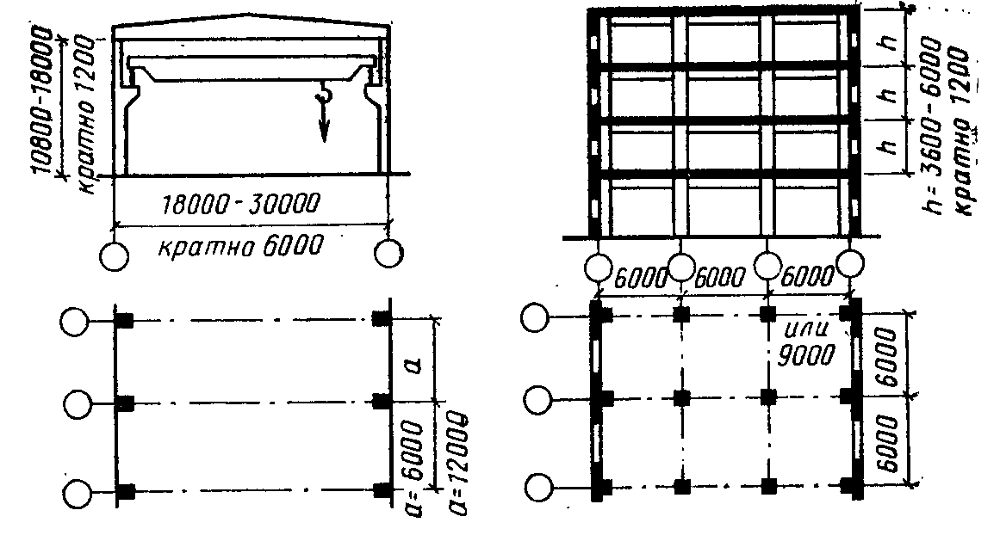 10800-18000
кратно 1200
18000-30000
кратно 6000
a
a=6000
a=12000
h
h
h
h=3600-6000
кратно 1200
6000 6000 6000
или
9000
6000
6000